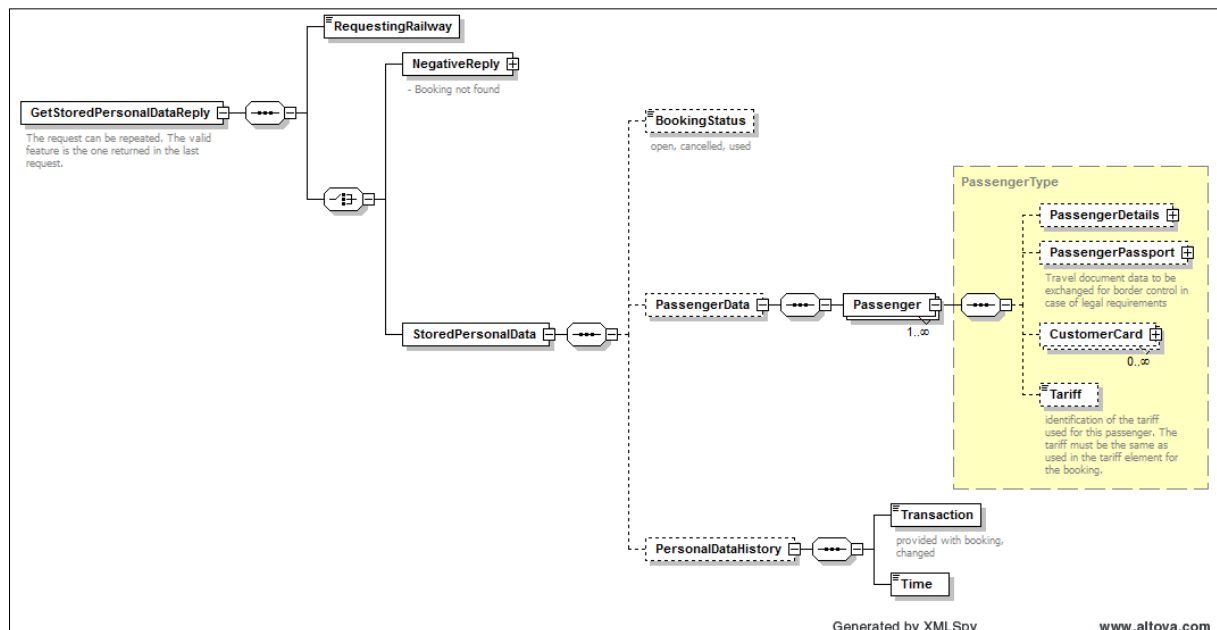 RequestingRailway
NegativeReply
- Booking not found
GetStoredPersonalDataReply
The request can be repeated. The valid
feature is the one returned in the last
request.
BookingStatus
open, cancelled, used
StoredPersonalData
PassengerData
Passenger
1..∞
PassengerType
PassengerDetails
PassengerPassport
Travel document data to be
exchanged for border control in
case of legal requirements
CustomerCard
0..∞
Tariff
identification of the tariff
used for this passenger. The
tariff must be the same as
used in the tariff element for
the booking.
PersonalDataHistory
Transaction
provided with booking,
changed
Time
Generated by XMLSpy
www.altova.com